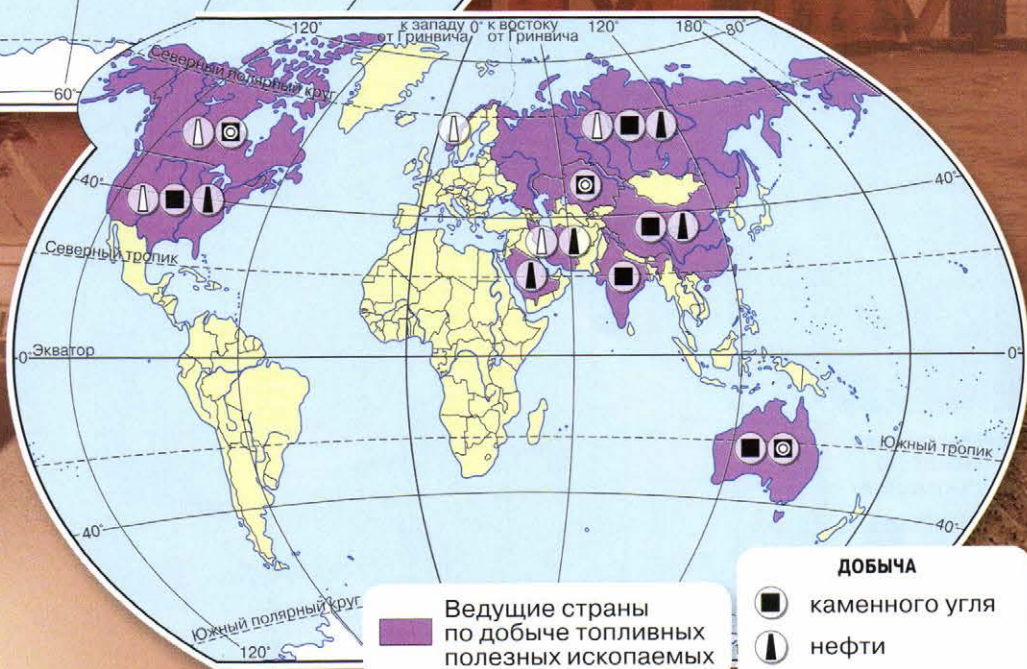 60°
120°
к западу 0° к востоку
от Гринвича от Гринвича
120°
180°
80°
Северный полярный круг
40°
40°
Северный тропик
0° Экватор
0°
Южный тропик
40°
40°
Южный полярный круг
120°
Ведущие страны
по добыче топливных
полезных ископаемых
ДОБЫЧА
каменного угля
нефти